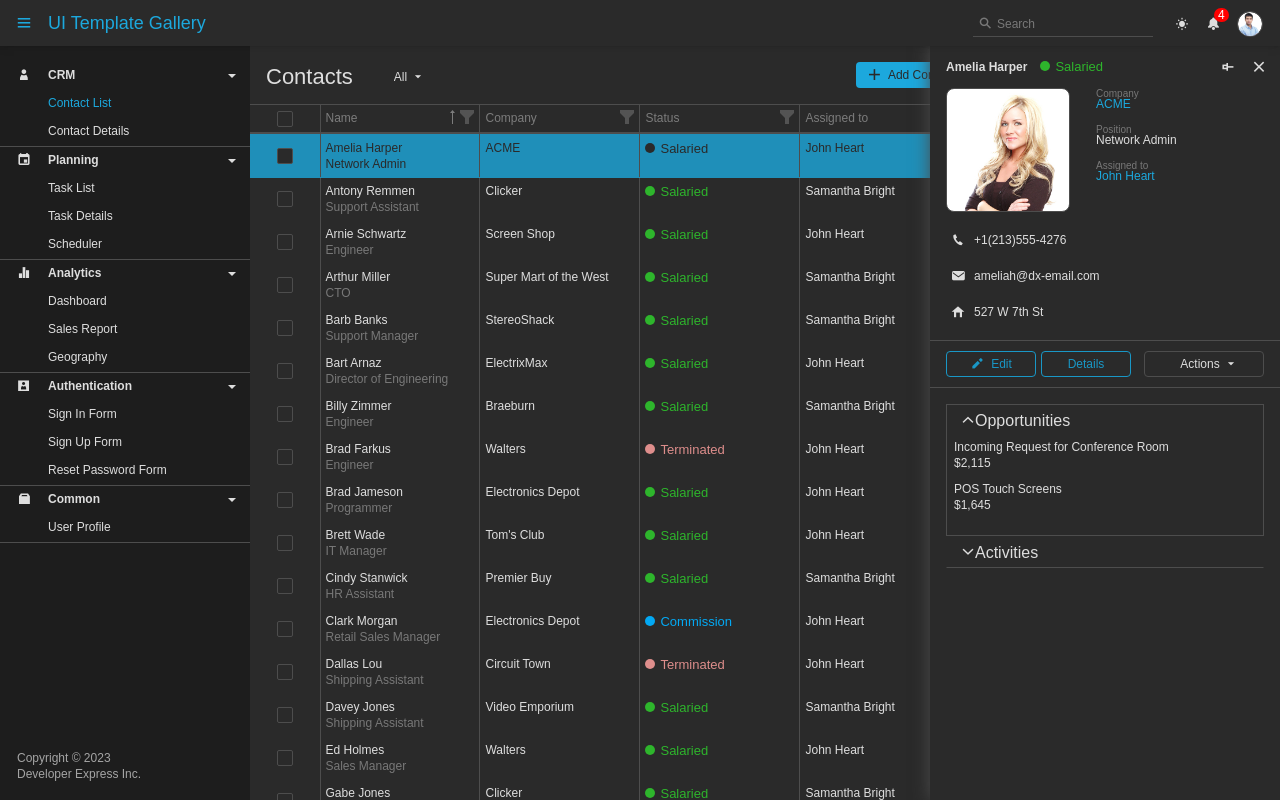 UI Template Gallery
Search
4
CRM
Contact List
Contact Details
Planning
Task List
Task Details
Scheduler
Analytics
Dashboard
Sales Report
Geography
Authentication
Sign In Form
Sign Up Form
Reset Password Form
Common
User Profile
Copyright © 2023
Developer Express Inc.
Contacts
All
Add Con
Name
Company
Status
Assigned to
Amelia Harper
Network Admin
ACME
Salaried
John Heart
Antony Remmen
Support Assistant
Clicker
Salaried
Samantha Bright
Arnie Schwartz
Engineer
Screen Shop
Salaried
John Heart
Arthur Miller
CTO
Super Mart of the West
Salaried
Samantha Bright
Barb Banks
Support Manager
StereoShack
Salaried
Samantha Bright
Bart Arnaz
Director of Engineering
ElectrixMax
Salaried
John Heart
Billy Zimmer
Engineer
Braeburn
Salaried
Samantha Bright
Brad Farkus
Engineer
Walters
Terminated
John Heart
Brad Jameson
Programmer
Electronics Depot
Salaried
John Heart
Brett Wade
IT Manager
Tom's Club
Salaried
John Heart
Cindy Stanwick
HR Assistant
Premier Buy
Salaried
Samantha Bright
Clark Morgan
Retail Sales Manager
Electronics Depot
Commission
John Heart
Dallas Lou
Shipping Assistant
Circuit Town
Terminated
John Heart
Davey Jones
Shipping Assistant
Video Emporium
Salaried
Samantha Bright
Ed Holmes
Sales Manager
Walters
Salaried
John Heart
Gabe Jones
Clicker
Salaried
Samantha Bright
Amelia Harper
Salaried
Company
ACME
Position
Network Admin
Assigned to
John Heart
+1(213)555-4276
ameliah@dx-email.com
527 W 7th St
Edit
Details
Actions
Opportunities
Incoming Request for Conference Room
$2,115
POS Touch Screens
$1,645
Activities